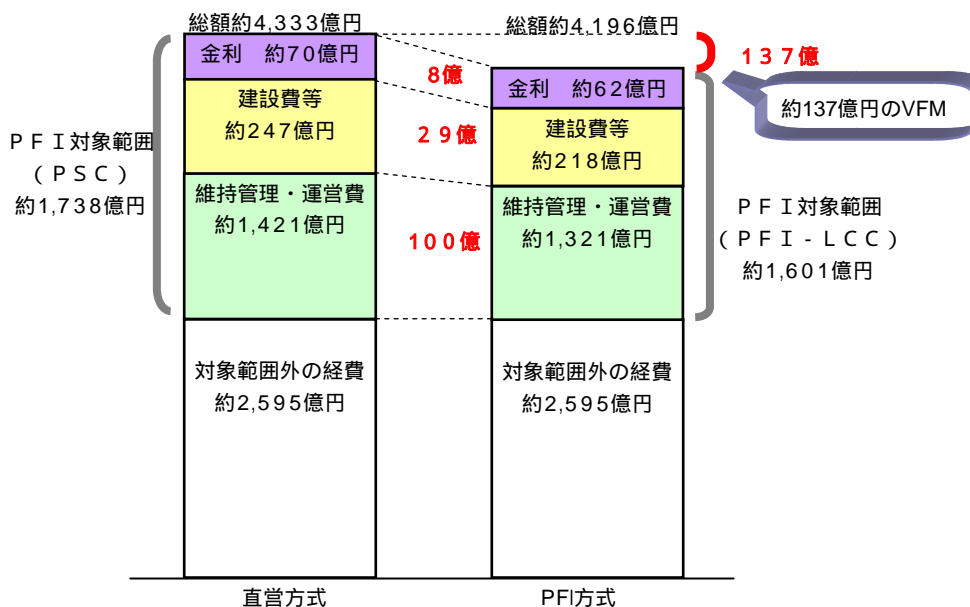 総額約4,333億円
総額約4,196億円
金利 約70億円
8億
金利 約62億円
137億
約137億円のVFM
建設費等
約247億円
29億
建設費等
約218億円
PFI対象範囲
(PSC)
約1,738億円
維持管理・運営費
約1,421億円
100億
維持管理・運営費
約1,321億円
PFI対象範囲
(PFI-LCC)
約1,601億円
対象範囲外の経費
約2,595億円
対象範囲外の経費
約2,595億円
直営方式
PFI方式